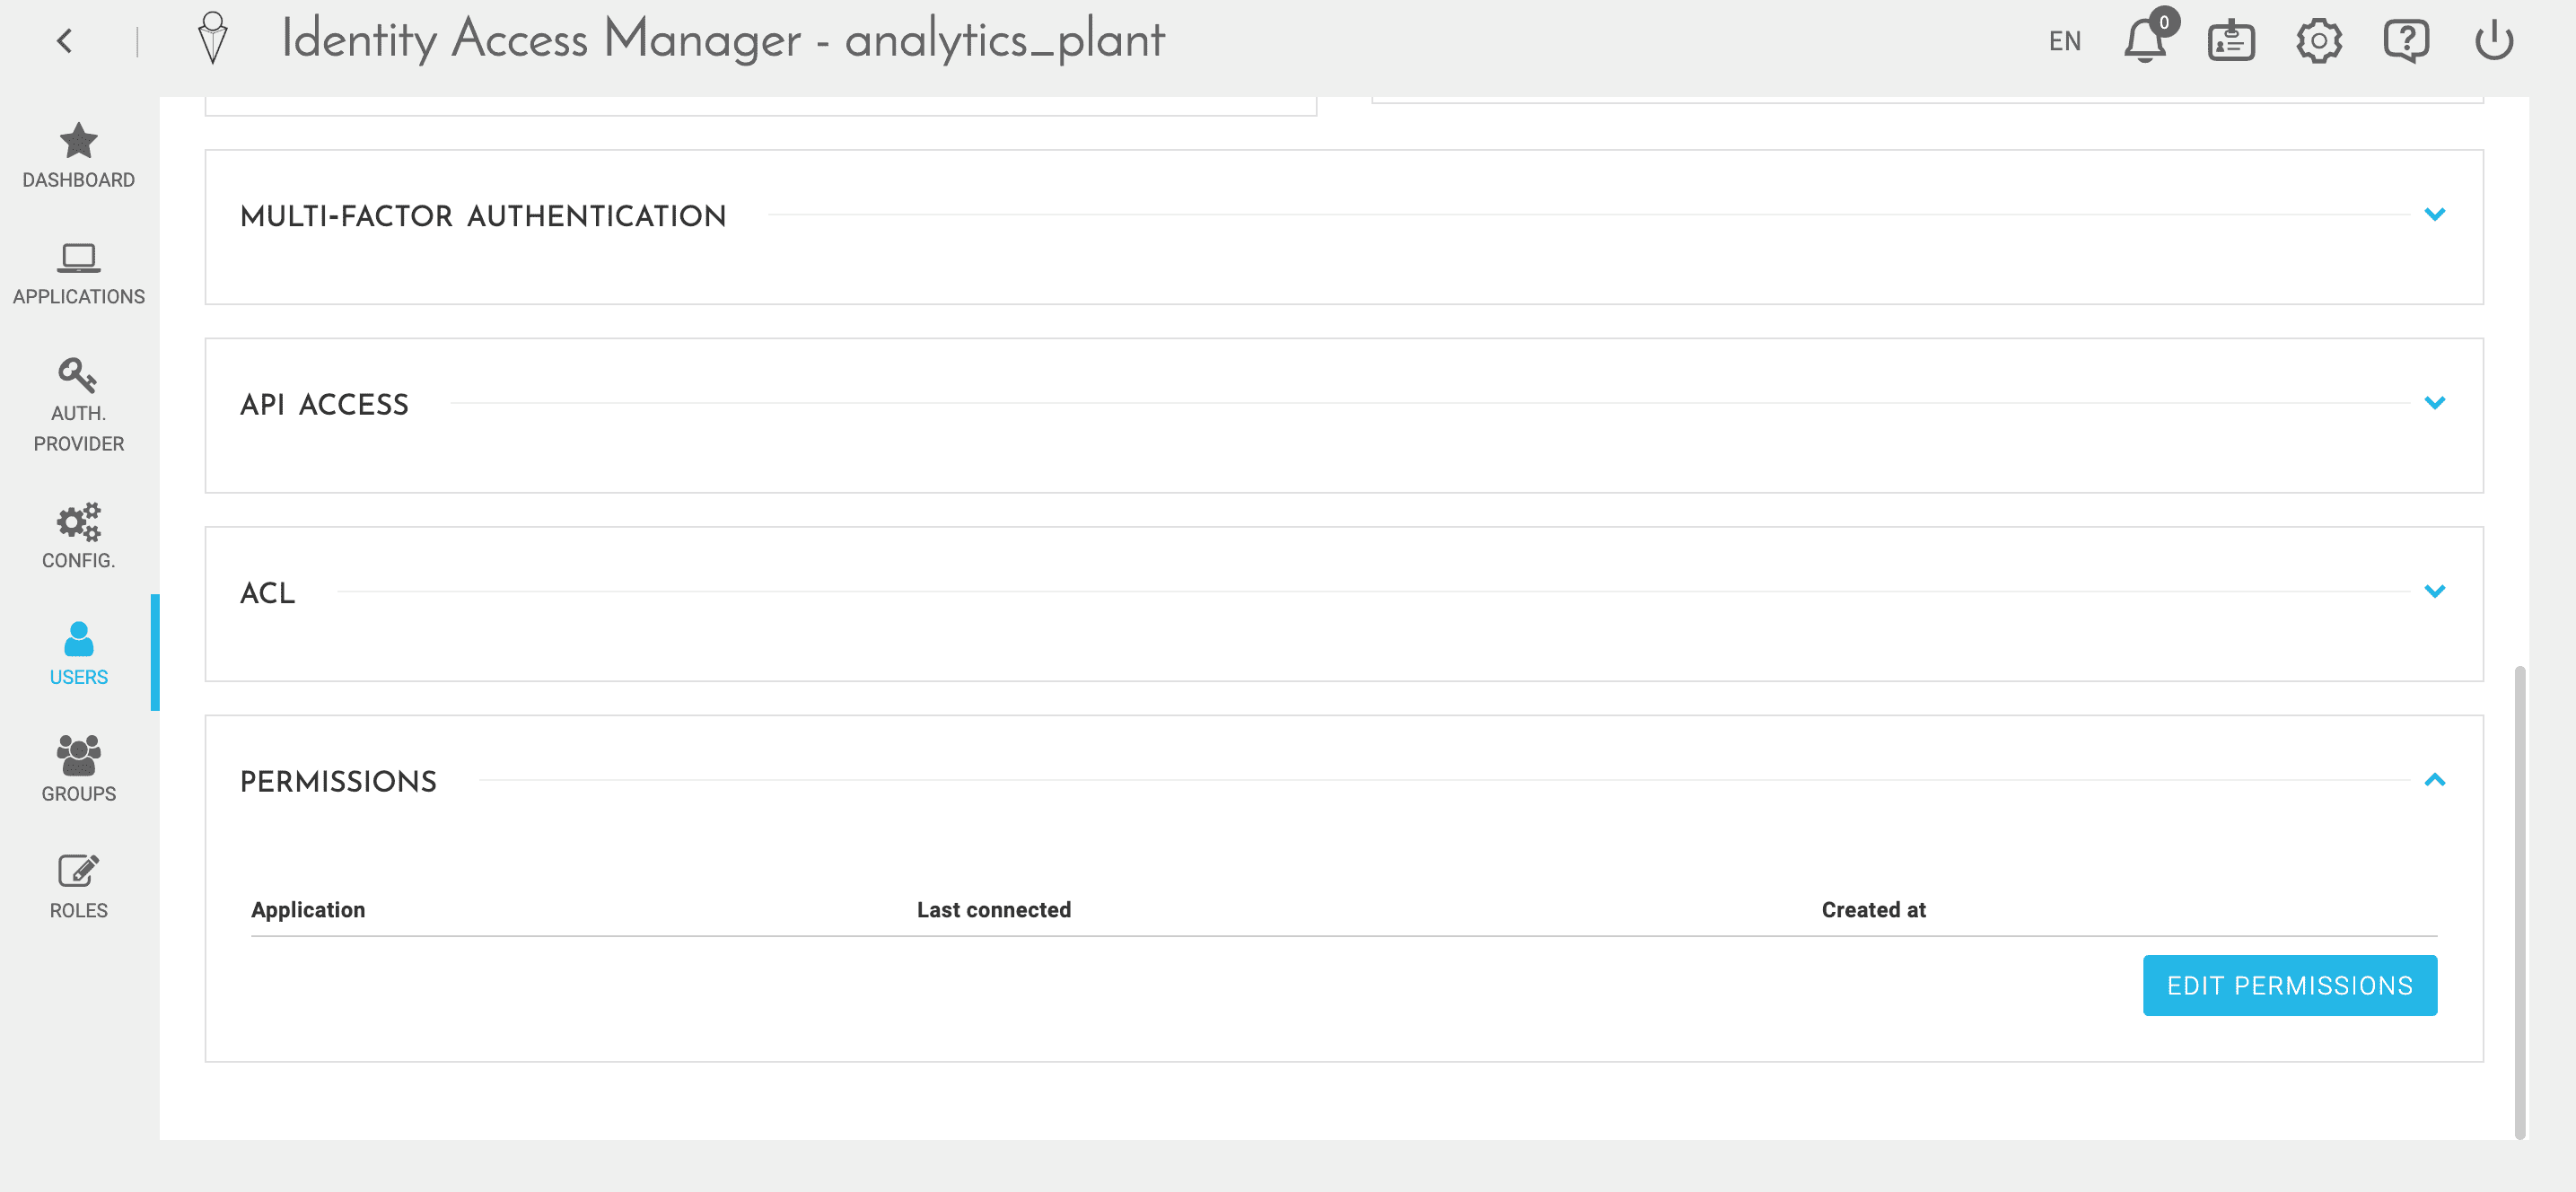 Identity Access Manager - analytics_plant
EN
0
DASHBOARD
APPLICATIONS
AUTH.
PROVIDER
CONFIG.
USERS
GROUPS
ROLES
MULTI-FACTOR AUTHENTICATION
API ACCESS
ACL
PERMISSIONS
Application Last connected Created at
EDIT PERMISSIONS